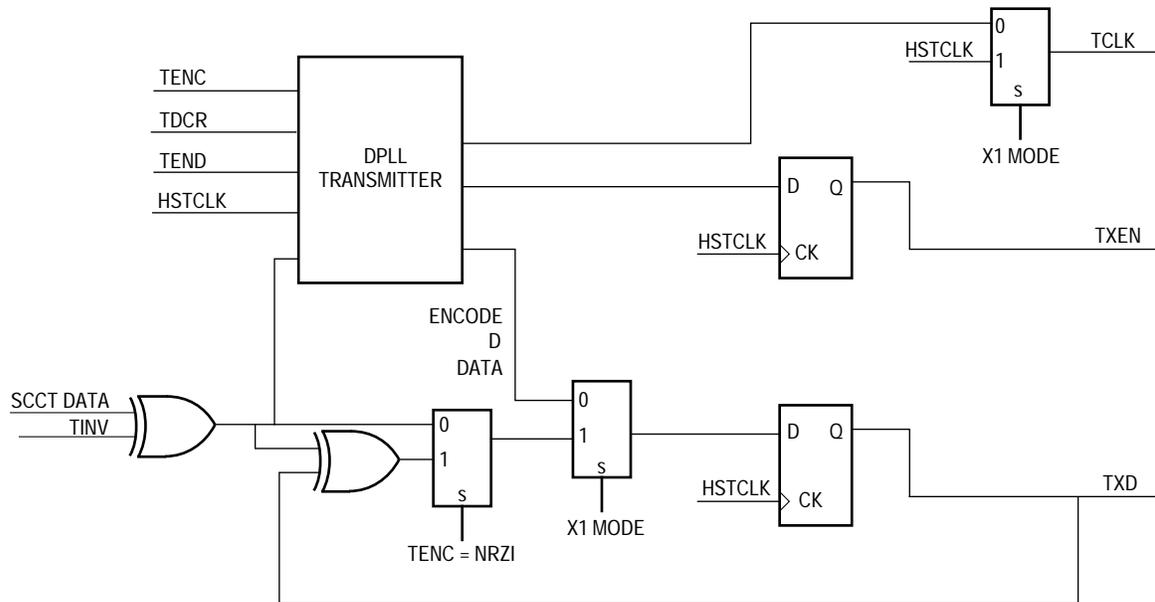 0
HSTCLK
1
TCLK
s
X1 MODE
TENC
TDCR
TEND
HSTCLK
DPLL
TRANSMITTER
D Q
HSTCLK
CK
TXEN
ENCODE
D
DATA
SCCT DATA
TINV
0
1
s
TENC = NRZI
0
1
s
X1 MODE
D Q
HSTCLK
CK
TXD